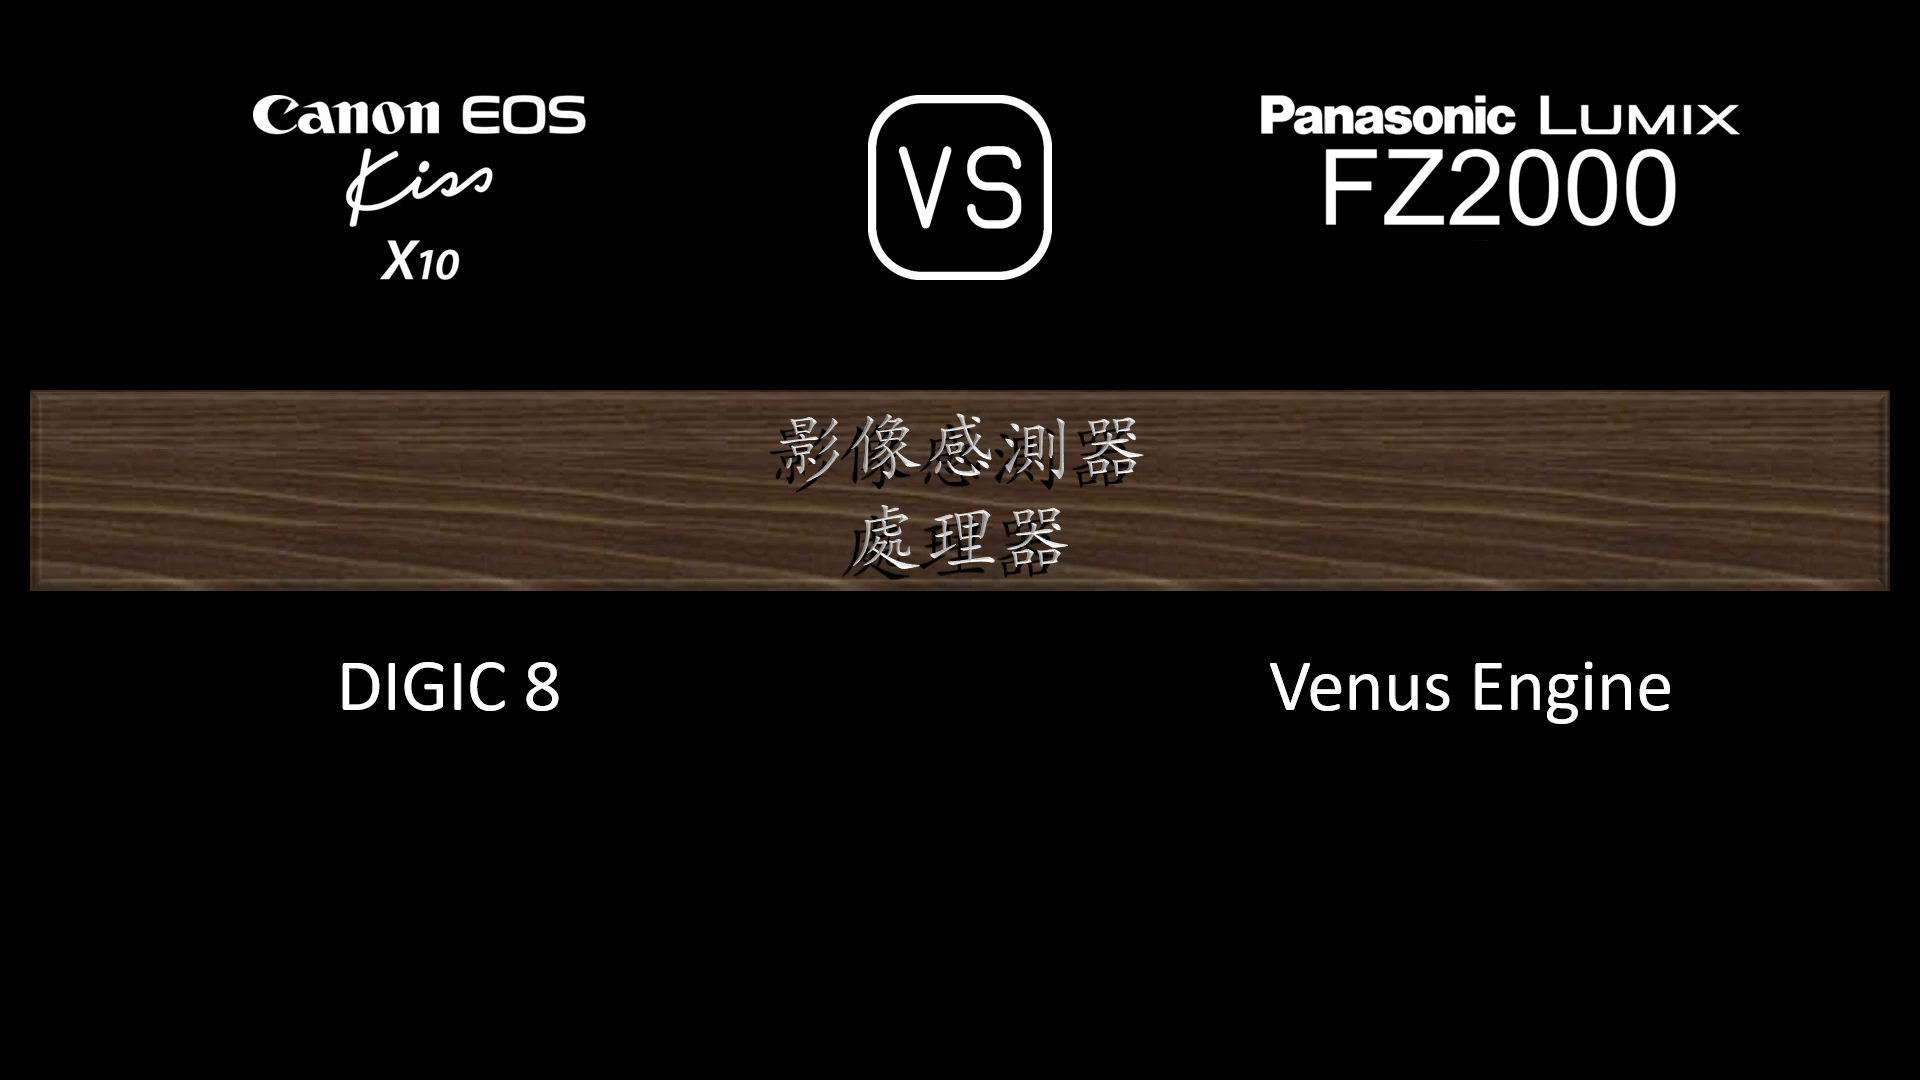 Canon EOS
Kiss
X10
VS
Panasonic LUMIX
FZ2000
影像感測器
處理器
DIGIC 8
Venus Engine